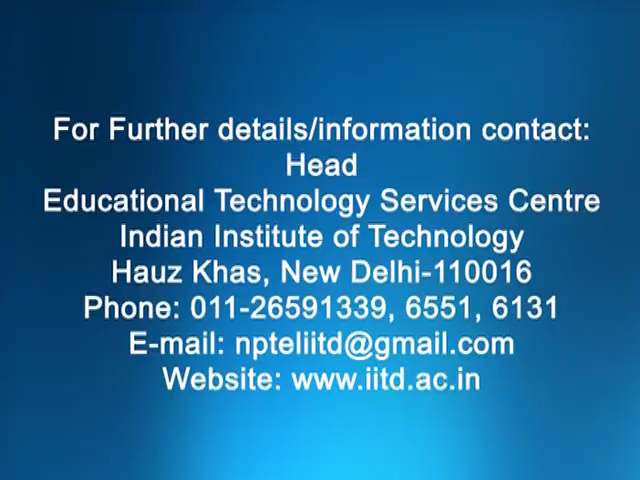 For Further details/information contact:
Head
Educational Technology Services Centre
Indian Institute of Technology
Hauz Khas, New Delhi-110016
Phone: 011-26591339, 6551, 6131
E-mail: npteliitd@gmail.com
Website: www.iitd.ac.in